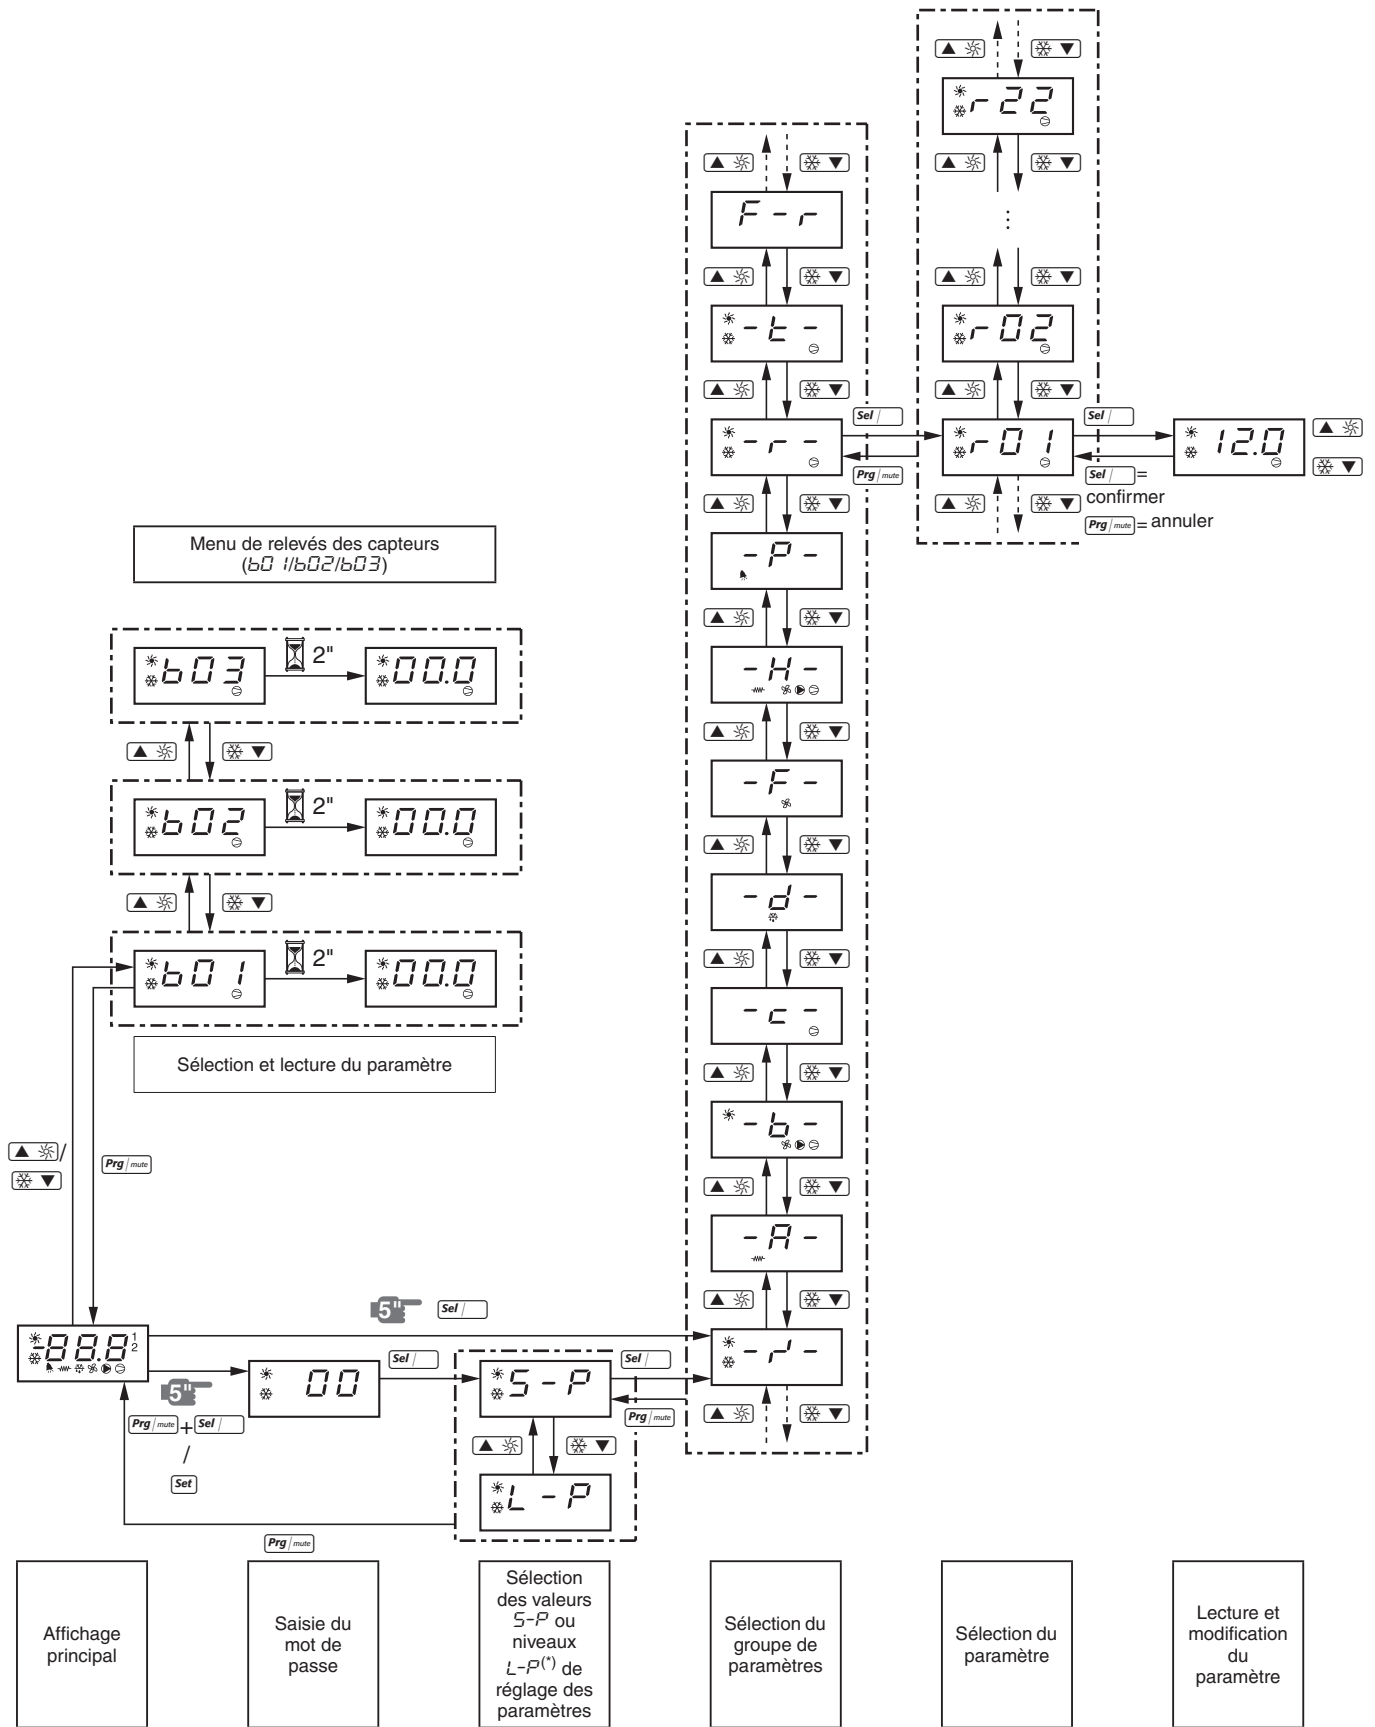 r22
F-r
-t-
r02
Sel
Sel
-r-
r01
12.0
Prg/mute
Sel = confirmer
Prg/mute = annuler
-P-
Menu de relevés des capteurs
(b01/b02/b03)
b03
2"
00.0
-H-
b02
2"
00.0
-F-
-d-
b01
2"
00.0
-c-
Sélection et lecture du paramètre
-b-
/
Prg/mute
-A-
5"
Sel
-88.8
1
2
5"
Prg/mute + Sel
/
Set
00
Sel
S-P
Sel
Prg/mute
L-P
Prg/mute
Affichage
principal
Saisie du
mot de
passe
Sélection
des valeurs
S-P ou
niveaux
L-P(*) de
réglage des
paramètres
Sélection du
groupe de
paramètres
Sélection du
paramètre
Lecture et
modification
du
paramètre